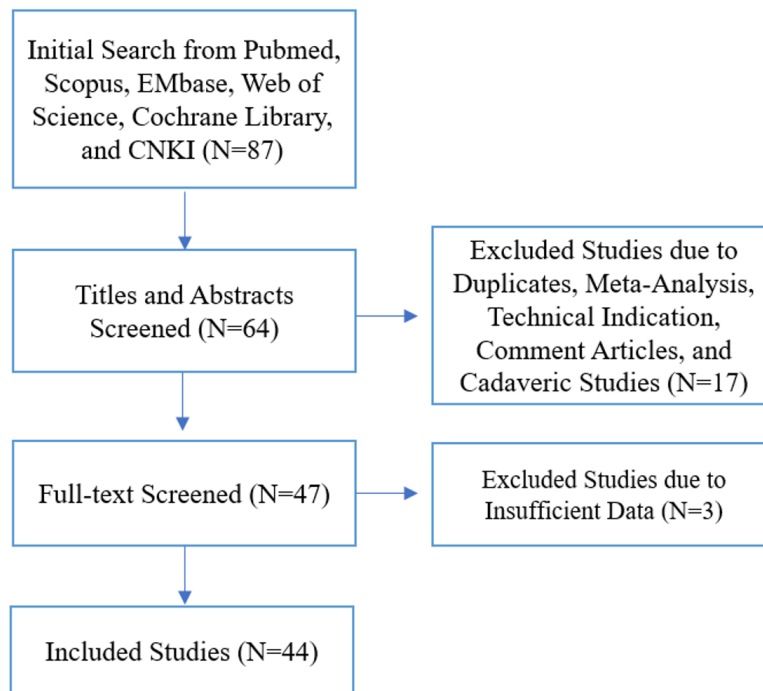 Initial Search from Pubmed,
Scopus, EMbase, Web of
Science, Cochrane Library,
and CNKI (N=87)
Titles and Abstracts
Screened (N=64)
Excluded Studies due to
Duplicates, Meta-Analysis,
Technical Indication,
Comment Articles, and
Cadaveric Studies (N=17)
Full-text Screened (N=47)
Excluded Studies due to
Insufficient Data (N=3)
Included Studies (N=44)